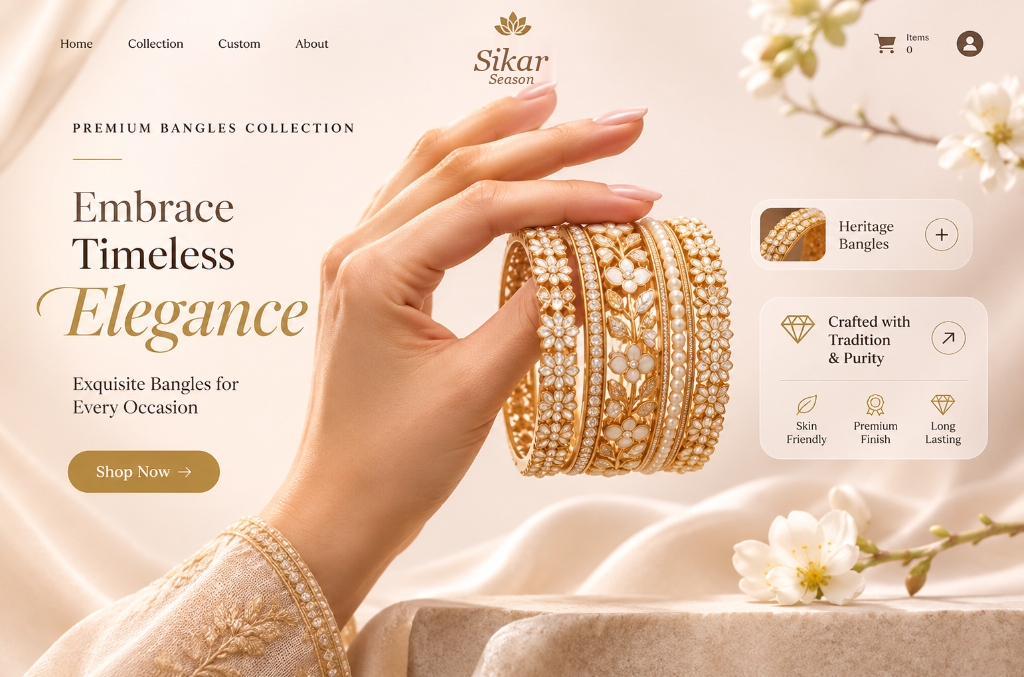 Home
Collection
Custom
About
Sikar
Season
Items
0
PREMIUM BANGLES COLLECTION
Embrace
Timeless
Elegance
Exquisite Bangles for
Every Occasion
Shop Now →
Heritage
Bangles
Crafted with
Tradition
& Purity
Skin
Friendly
Premium
Finish
Long
Lasting